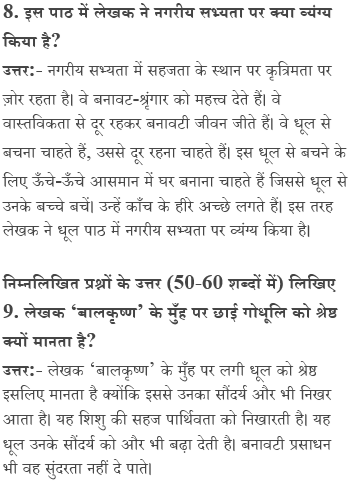 8. इस पाठ में लेखक ने नगरीय सभ्यता पर क्या व्यंग्य
किया है?
उत्तर:- नगरीय सभ्यता में सहजता के स्थान पर कृत्रिमता पर
ज़ोर रहता है। वे बनावट-श्रृंगार को महत्त्व देते हैं। वे
वास्तविकता से दूर रहकर बनावटी जीवन जीते हैं। वे धूल से
बचना चाहते हैं, उससे दूर रहना चाहते हैं। इस धूल से बचने के
लिए ऊँचे-ऊँचे आसमान में घर बनाना चाहते हैं जिससे धूल से
उनके बच्चे बचें। उन्हें काँच के हीरे अच्छे लगते हैं। इस तरह
लेखक ने धूल पाठ में नगरीय सभ्यता पर व्यंग्य किया है।
निम्नलिखित प्रश्नों के उत्तर (50-60 शब्दों में) लिखिए
9. लेखक ‘बालकृष्ण’ के मुँह पर छाई गोधूलि को श्रेष्ठ
क्यों मानता है?
उत्तर:- लेखक ‘बालकृष्ण’ के मुँह पर लगी धूल को श्रेष्ठ
इसलिए मानता है क्योंकि इससे उनका सौंदर्य और भी निखर
आता है। यह शिशु की सहज पार्थिवता को निखारती है। यह
धूल उनके सौंदर्य को और भी बढ़ा देती है। बनावटी प्रसाधन
भी वह सुंदरता नहीं दे पाते।